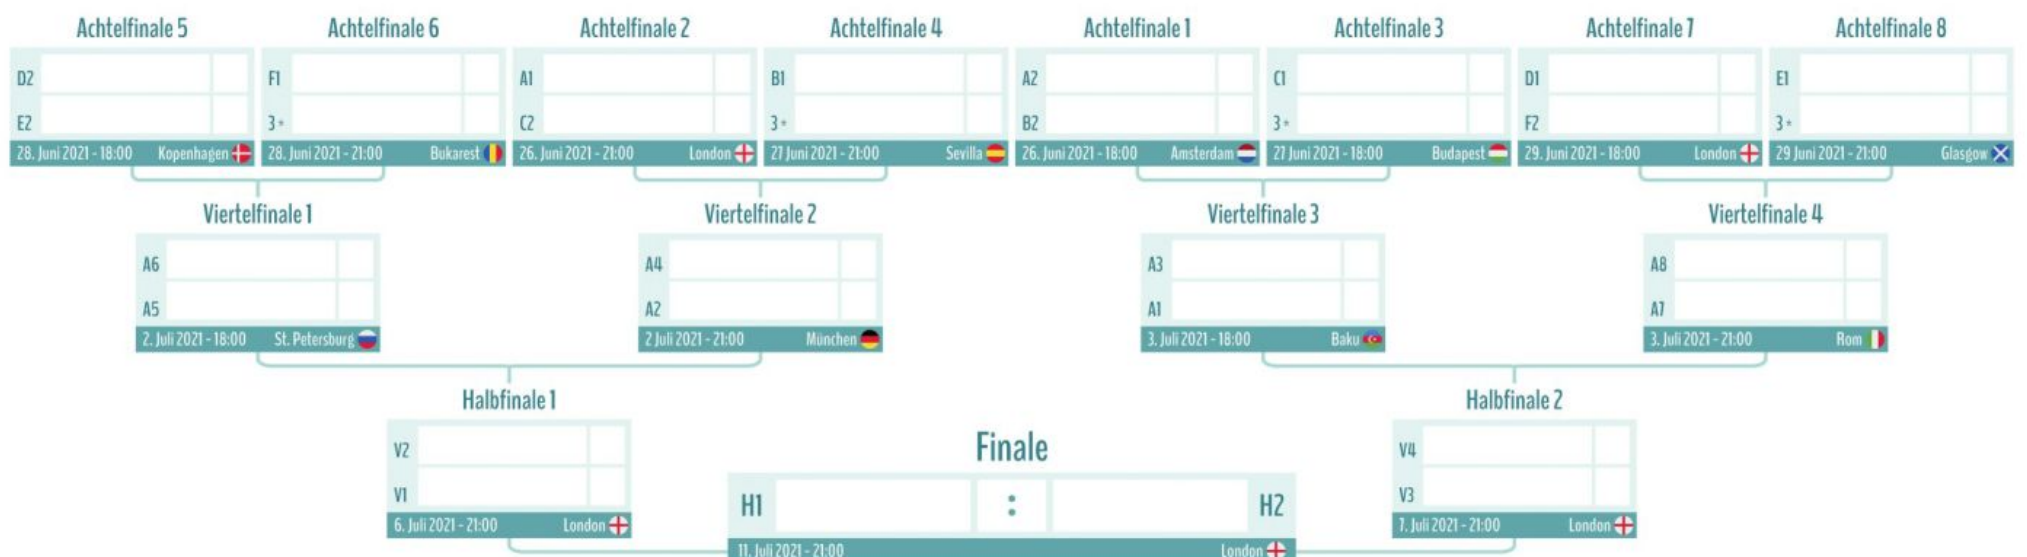 Achtelfinale 5 Achtelfinale 6 Achtelfinale 2 Achtelfinale 4 Achtelfinale 1 Achtelfinale 3 Achtelfinale 7 Achtelfinale 8
D2 F1 A1 B1 A2 C1 D1 E1
E2 3* C2 3* B2 3* F2 3*
28. Juni 2021 - 18:00 Kopenhagen 28. Juni 2021 - 21:00 Bukarest 26. Juni 2021 - 21:00 London 27 Juni 2021 - 21:00 Sevilla 26. Juni 2021 - 18:00 Amsterdam 27 Juni 2021 - 18:00 Budapest 29. Juni 2021 - 18:00 London 29 Juni 2021 - 21:00 Glasgow
Viertelfinale 1 Viertelfinale 2 Viertelfinale 3 Viertelfinale 4
A6 A4 A3 A8
A5 A2 A1 A7
2. Juli 2021 - 18:00 St. Petersburg 2 Juli 2021 - 21:00 München 3. Juli 2021 - 18:00 Baku 3. Juli 2021 - 21:00 Rom
Halbfinale 1 Halbfinale 2
V2 Finale V4
V1 H1 : H2 V3
6. Juli 2021 - 21:00 London 7. Juli 2021 - 21:00 London
11. Juli 2021 - 21:00 London